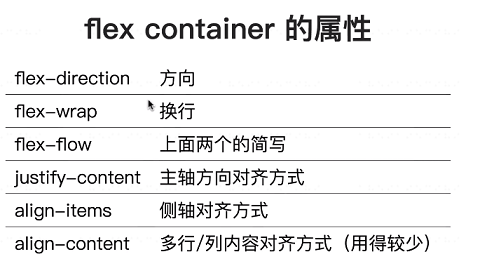 flex container 的属性
flex-direction 方向
flex-wrap 换行
flex-flow 上面两个的简写
justify-content 主轴方向对齐方式
align-items 侧轴对齐方式
align-content 多行/列内容对齐方式（用得较少）